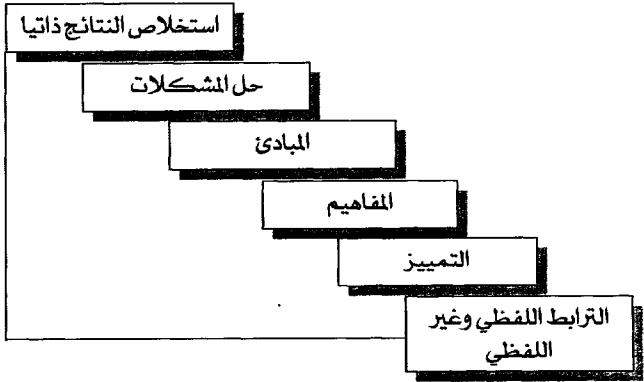 استخلاص النتائج ذاتيا
حل المشكلات
المبادئ
المفاهيم
التمييز
الترابط اللفظي وغير
اللفظي